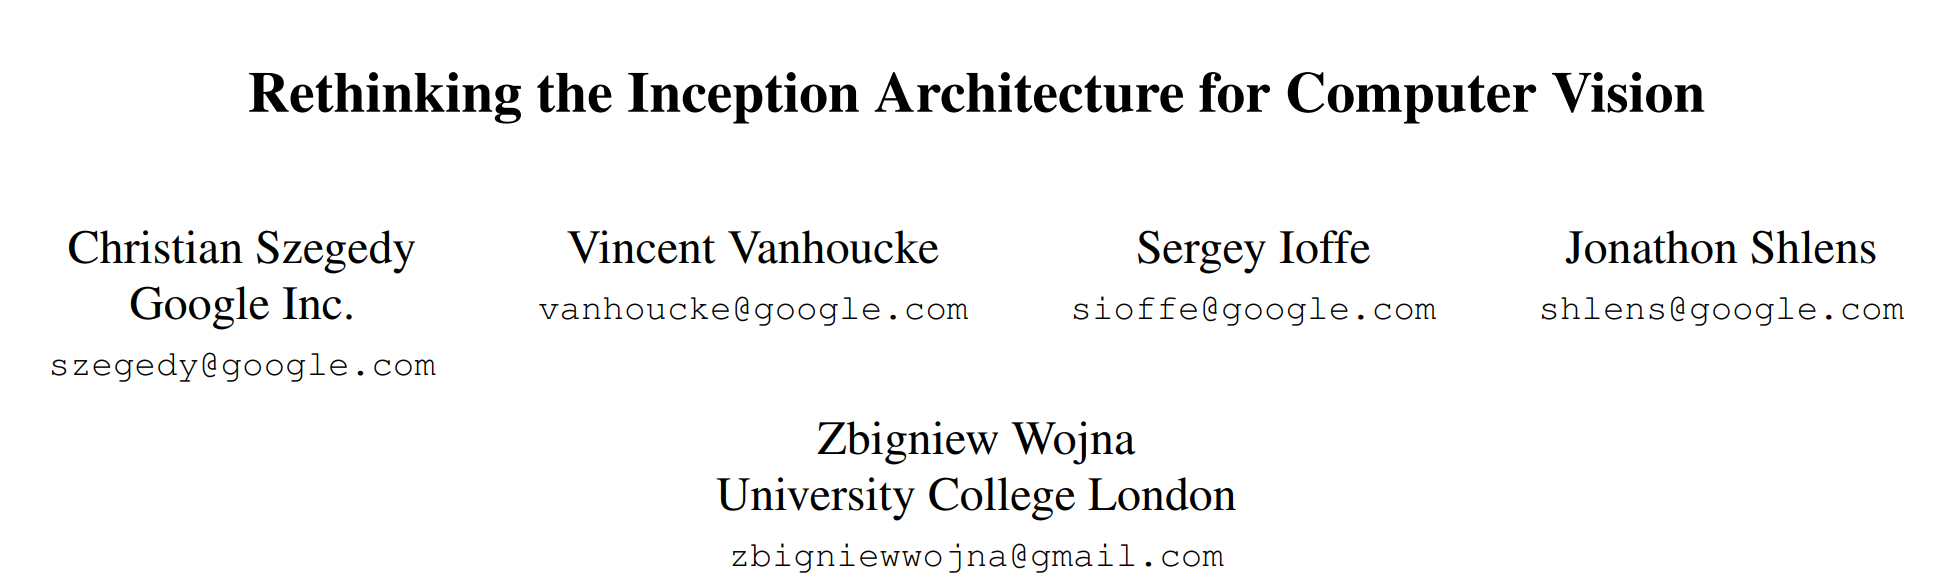 Rethinking the Inception Architecture for Computer Vision
Christian Szegedy
Google Inc.
szegedy@google.com
Vincent Vanhoucke
vanhoucke@google.com
Sergey Ioffe
sioffe@google.com
Jonathon Shlens
shlens@google.com
Zbigniew Wojna
University College London
zbigniewwojna@gmail.com